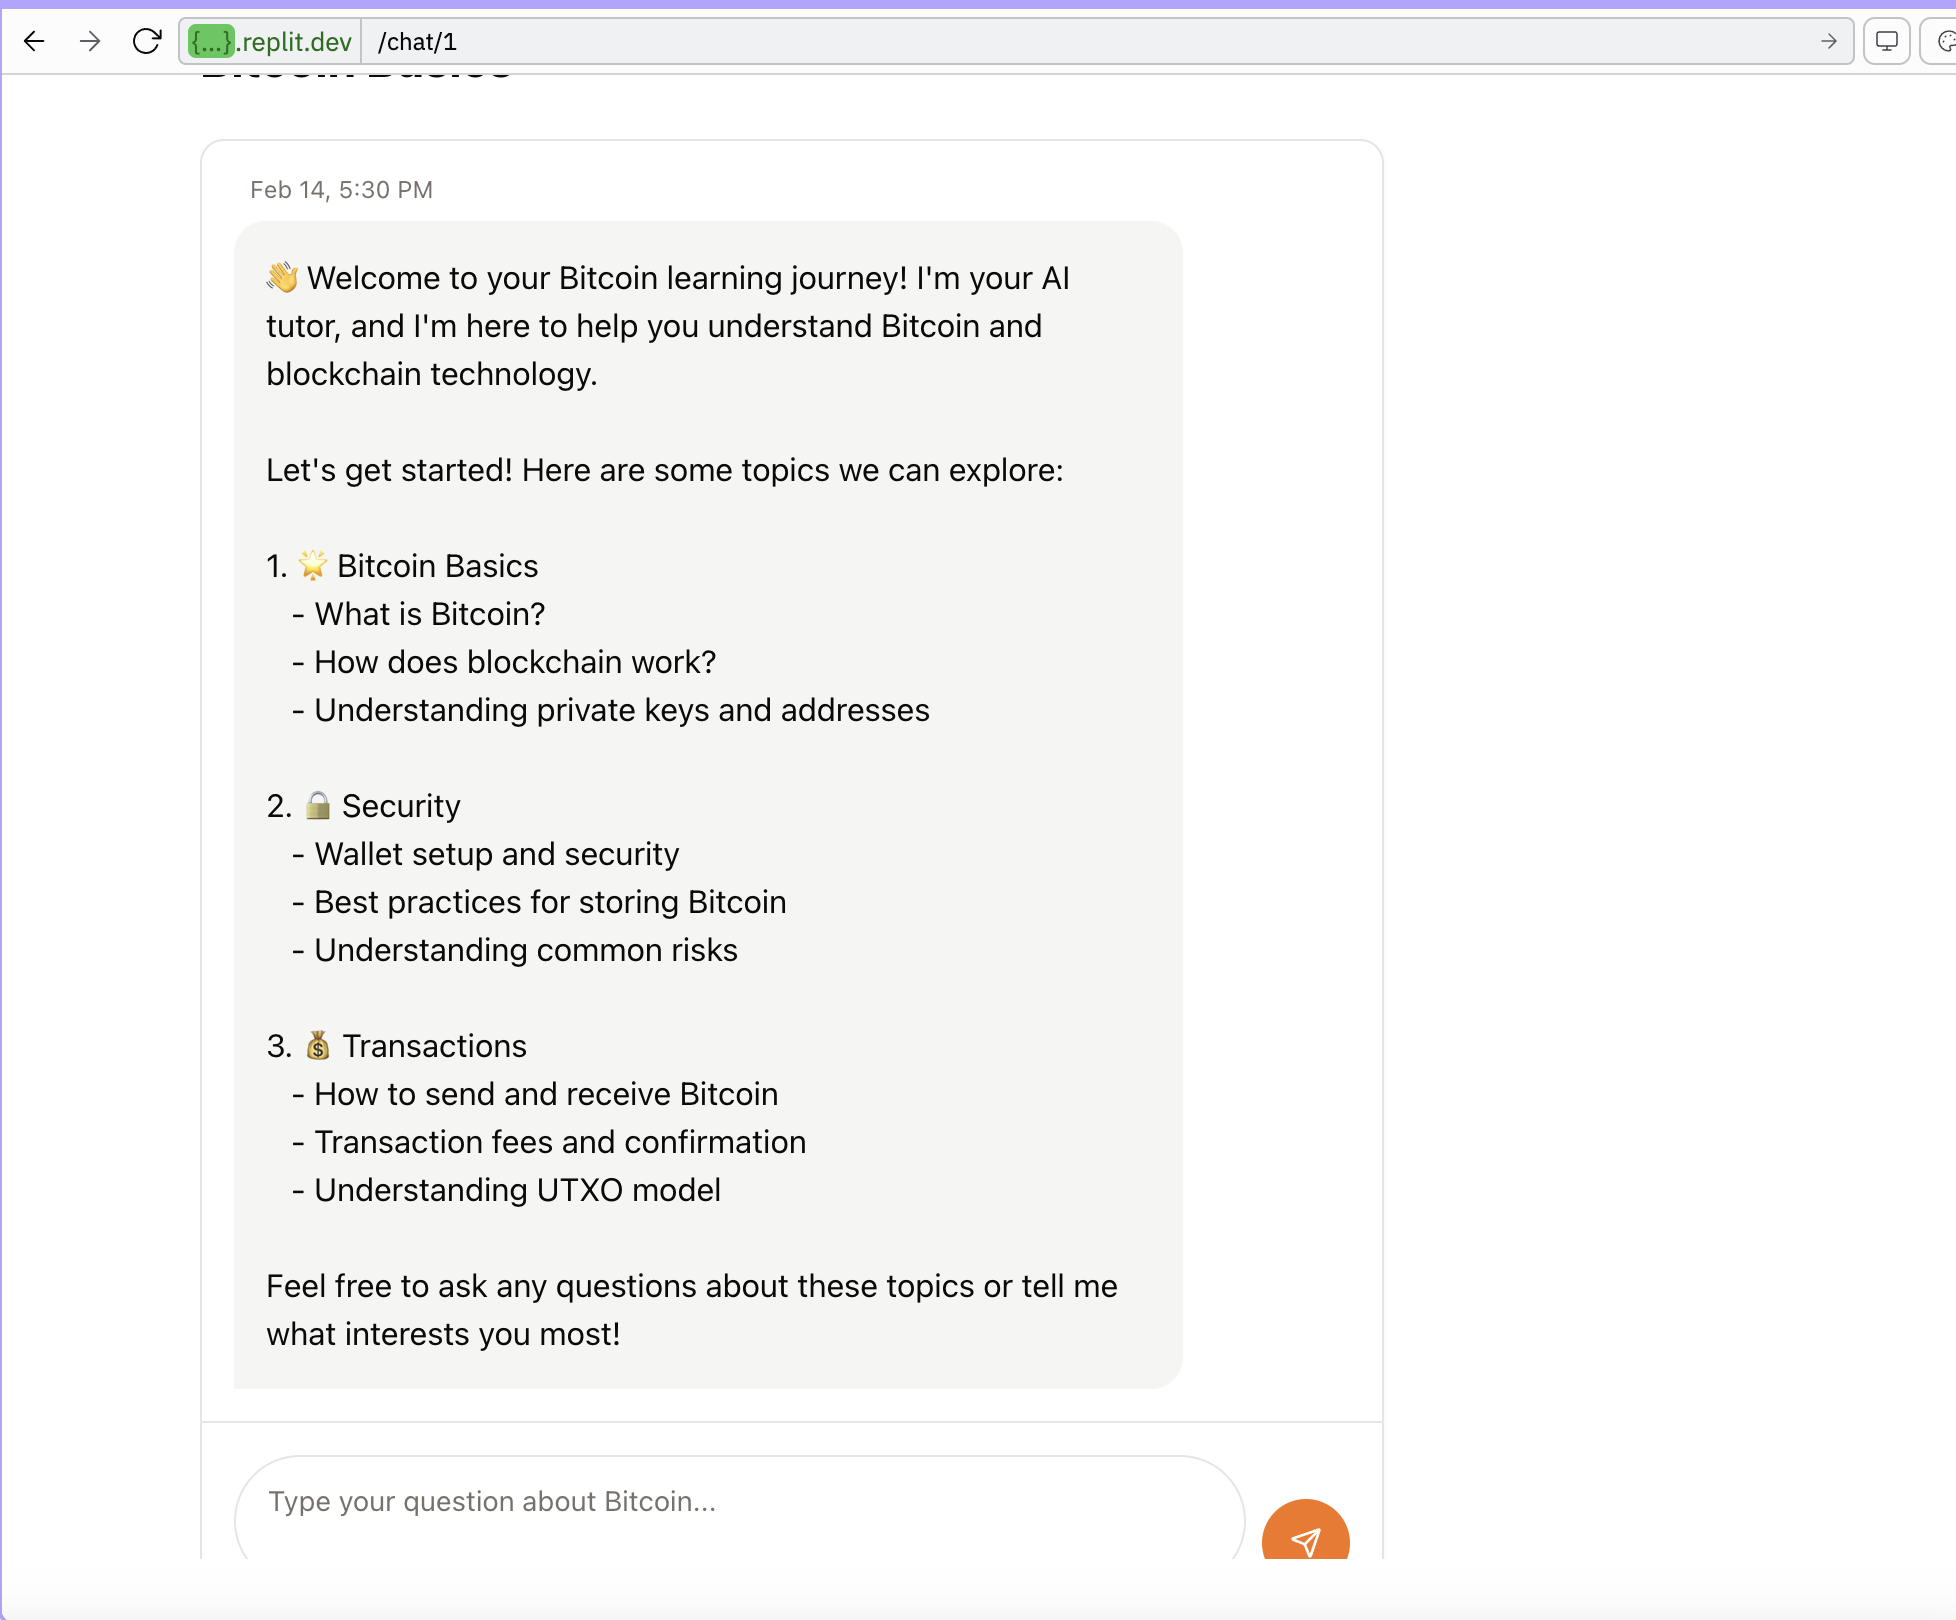 {...}.replit.dev /chat/1
Bitcoin Basics
Feb 14, 5:30 PM
👋 Welcome to your Bitcoin learning journey! I'm your AI
tutor, and I'm here to help you understand Bitcoin and
blockchain technology.
Let's get started! Here are some topics we can explore:
1. 🌟 Bitcoin Basics
- What is Bitcoin?
- How does blockchain work?
- Understanding private keys and addresses
2. 🔒 Security
- Wallet setup and security
- Best practices for storing Bitcoin
- Understanding common risks
3. 💰 Transactions
- How to send and receive Bitcoin
- Transaction fees and confirmation
- Understanding UTXO model
Feel free to ask any questions about these topics or tell me
what interests you most!
Type your question about Bitcoin...